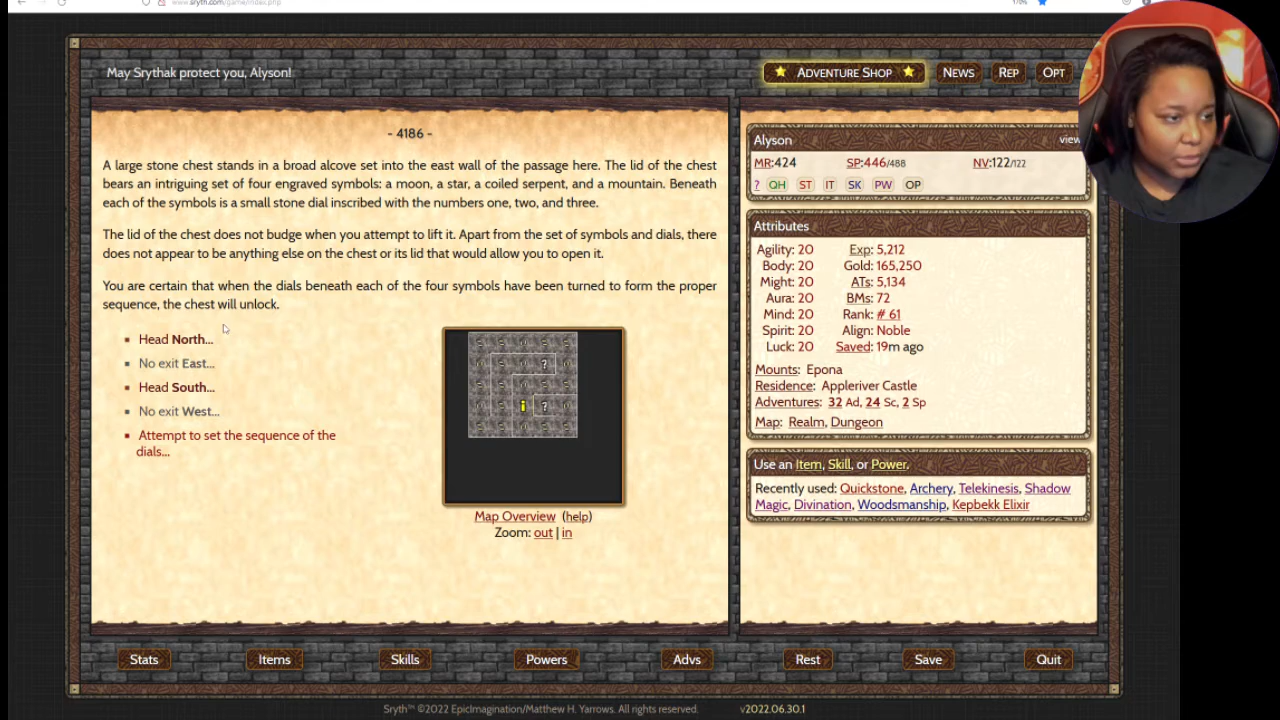 www.sryth.com/game/index.php
170%
May Srythak protect you, Alyson!
ADVENTURE SHOP
NEWS
REP
OPT
- 4186 -
A large stone chest stands in a broad alcove set into the east wall of the passage here. The lid of the chest
bears an intriguing set of four engraved symbols: a moon, a star, a coiled serpent, and a mountain. Beneath
each of the symbols is a small stone dial inscribed with the numbers one, two, and three.
The lid of the chest does not budge when you attempt to lift it. Apart from the set of symbols and dials, there
does not appear to be anything else on the chest or its lid that would allow you to open it.
You are certain that when the dials beneath each of the four symbols have been turned to form the proper
sequence, the chest will unlock.
Head North...
No exit East...
Head South...
No exit West...
Attempt to set the sequence of the
dials...
?
i ?
Map Overview (help)
Zoom: out | in
Alyson view
MR:424 SP:446/488 NV:122/122
? QH ST IT SK PW OP
Attributes
Agility: 20 Exp: 5,212
Body: 20 Gold: 165,250
Might: 20 ATs: 5,134
Aura: 20 BMs: 72
Mind: 20 Rank: # 61
Spirit: 20 Align: Noble
Luck: 20 Saved: 19m ago
Mounts: Epona
Residence: Appleriver Castle
Adventures: 32 Ad, 24 Sc, 2 Sp
Map: Realm, Dungeon
Use an Item, Skill, or Power.
Recently used: Quickstone, Archery, Telekinesis, Shadow
Magic, Divination, Woodsmanship, Kepbekk Elixir
Stats
Items
Skills
Powers
Advs
Rest
Save
Quit
Sryth™ ©2022 EpicImagination/Matthew H. Yarrows. All rights reserved. v2022.06.30.1